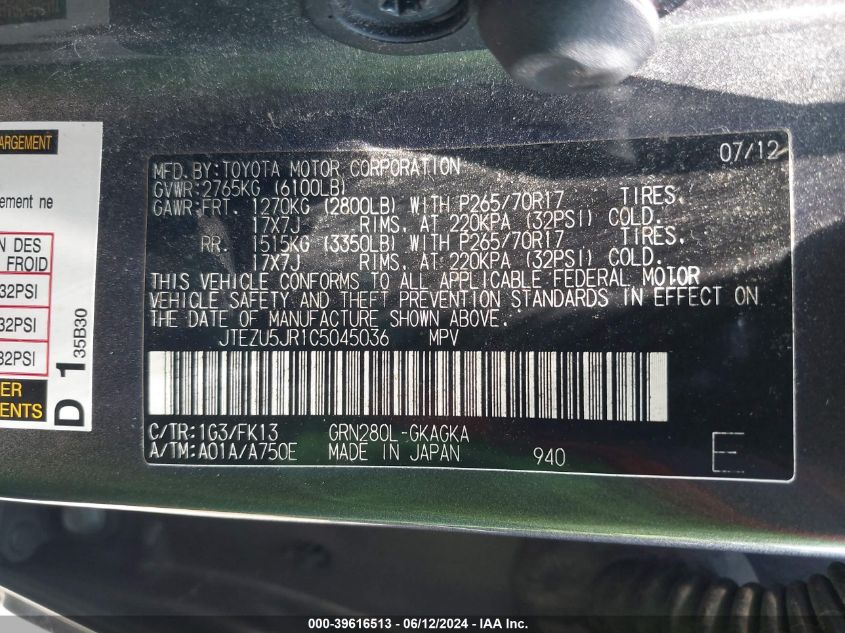 ARGEMENT
ement ne
N DES
FROID
32PSI
32PSI
32PSI
ER
ENTS
D 1 35B30
MFD. BY: TOYOTA MOTOR CORPORATION 07/12
GVWR: 2765KG (6100LB)
GAWR: FRT. 1270KG (2800LB) WITH P265/70R17 TIRES.
17X7J RIMS. AT 220KPA (32PSI) COLD.
RR. 1515KG (3350LB) WITH P265/70R17 TIRES.
17X7J RIMS. AT 220KPA (32PSI) COLD.
THIS VEHICLE CONFORMS TO ALL APPLICABLE FEDERAL MOTOR
VEHICLE SAFETY AND THEFT PREVENTION STANDARDS IN EFFECT ON
THE DATE OF MANUFACTURE SHOWN ABOVE.
JTEZU5JR1C5045036 MPV
C/TR: 1G3/FK13 GRN280L-GKAGKA
A/TM: A01A/A750E MADE IN JAPAN 940 E
000-39616513 - 06/12/2024 - IAA Inc.